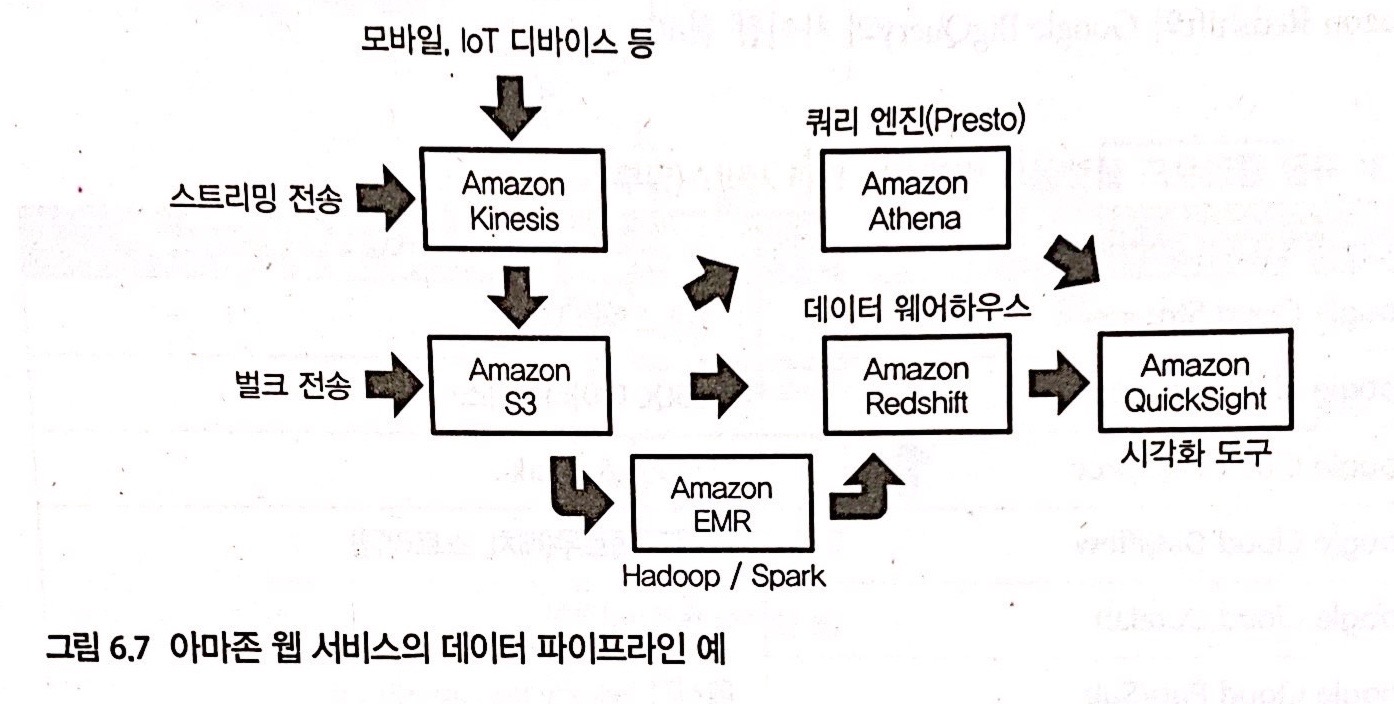 모바일, IoT 디바이스 등
쿼리 엔진(Presto)
스트리밍 전송
Amazon
Kinesis
Amazon
Athena
데이터 웨어하우스
벌크 전송
Amazon
S3
Amazon
Redshift
Amazon
QuickSight
시각화 도구
Amazon
EMR
Hadoop / Spark
그림 6.7 아마존 웹 서비스의 데이터 파이프라인 예